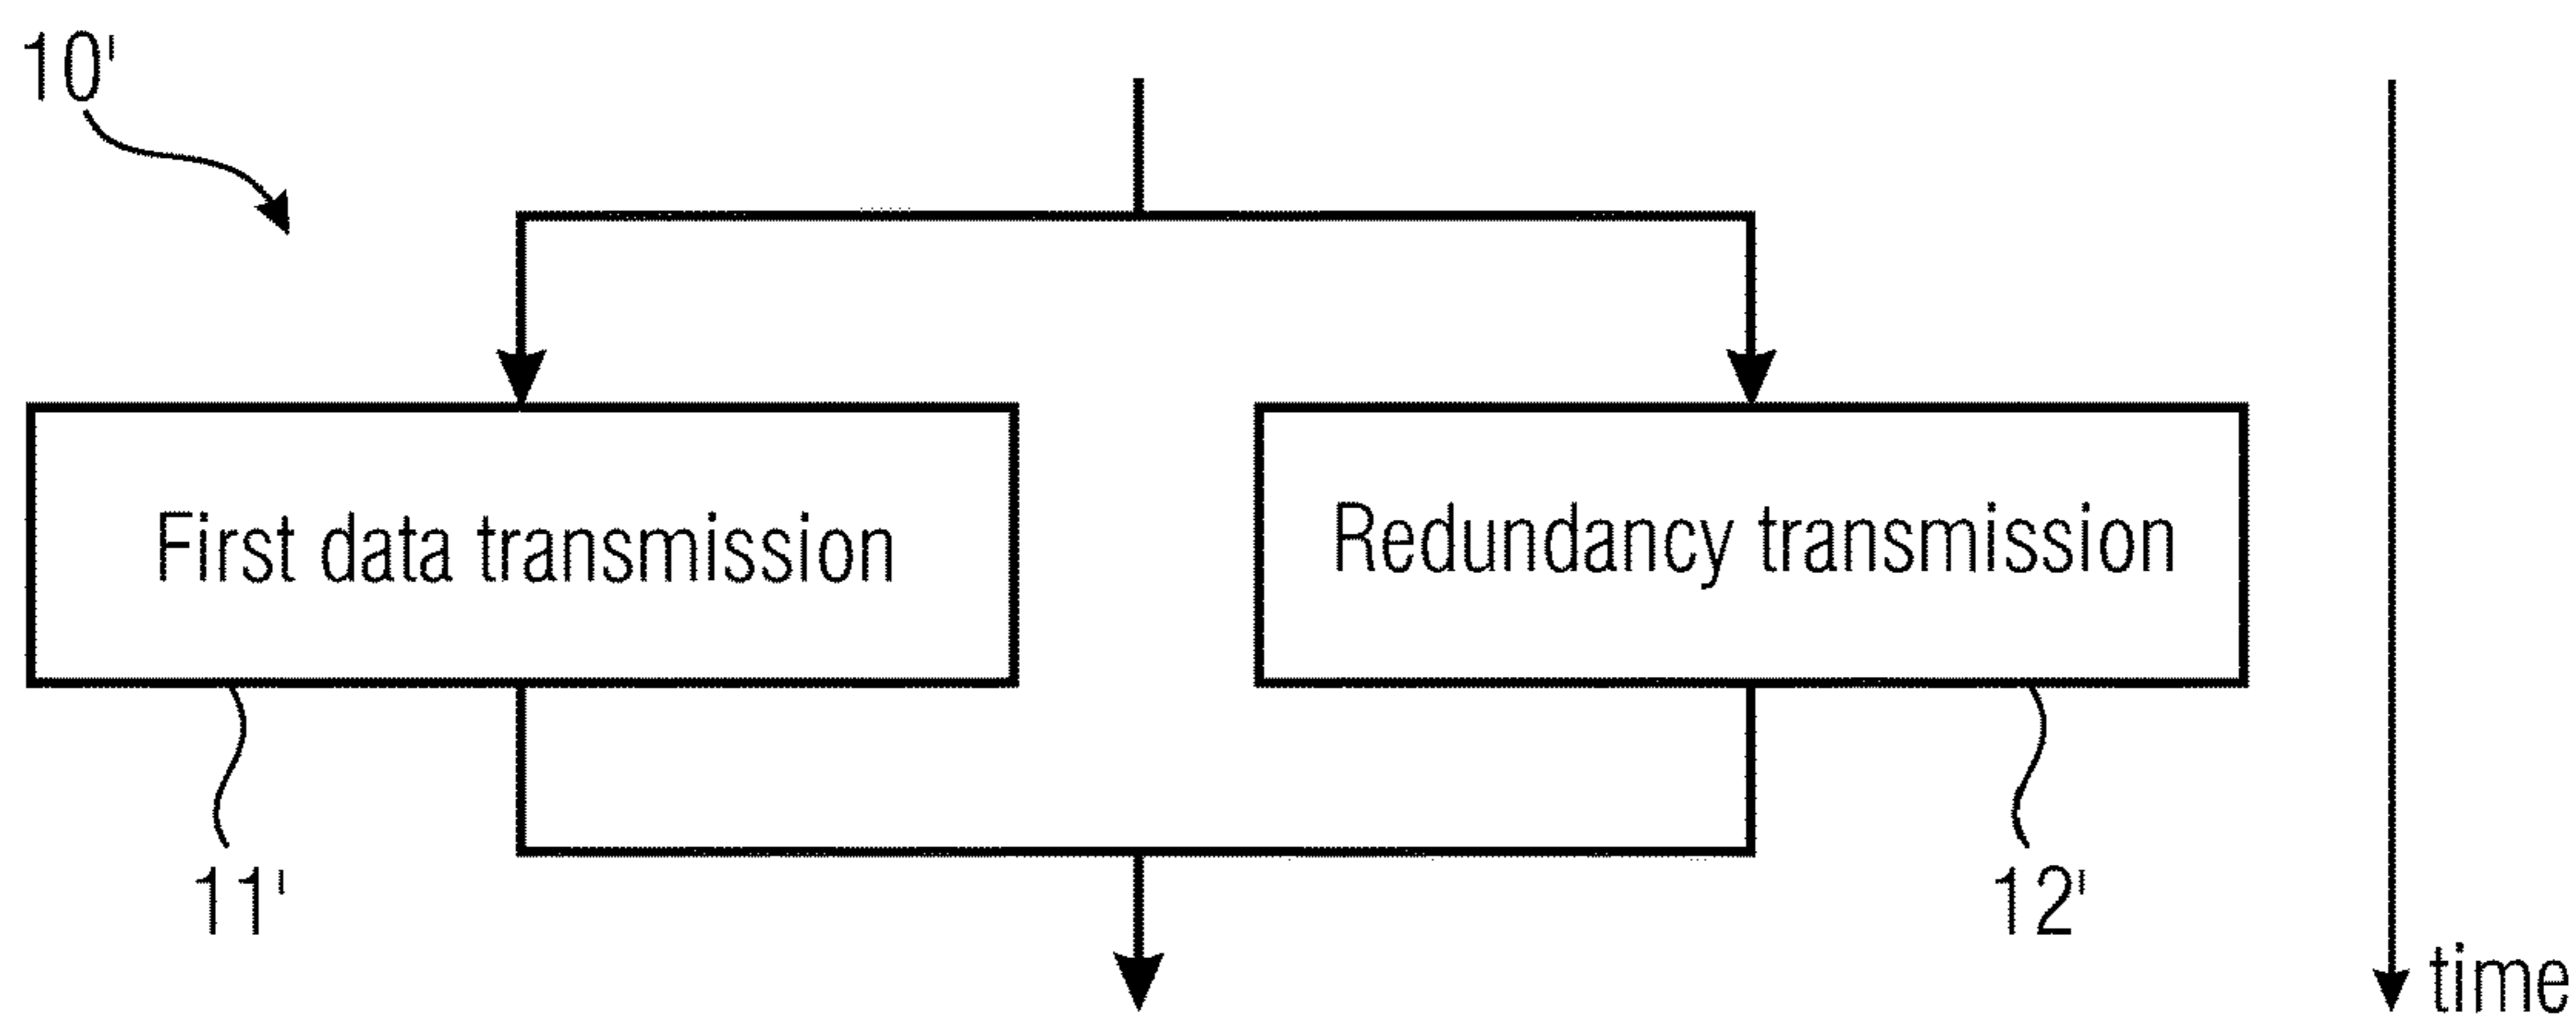 10'
First data transmission
Redundancy transmission
11'
12'
time